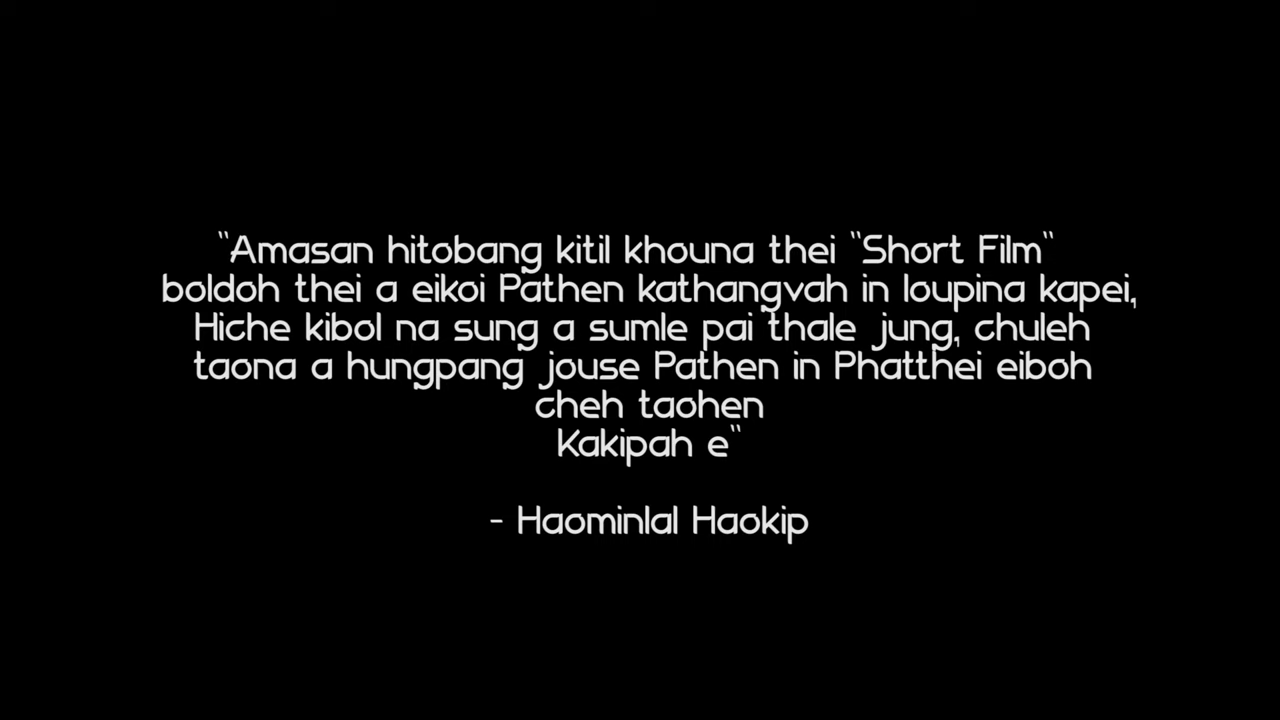 "Amasan hitobang kitil khouna thei "Short Film"
boldoh thei a eikoi Pathen kathangvah in loupina kapei,
Hiche kibol na sung a sumle pai thale jung, chuleh
taona a hungpang jouse Pathen in Phatthei eiboh
cheh taohen
Kakipah e"
- Haominlal Haokip